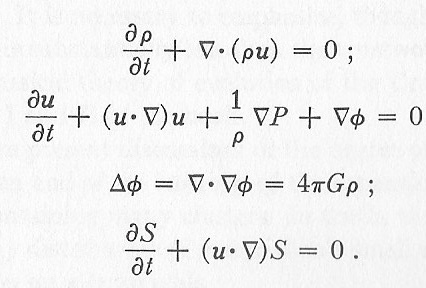 ∂ρ/∂t + ∇·(ρu) = 0 ;
∂u/∂t + (u·∇)u + 1/ρ ∇P + ∇ϕ = 0
Δϕ = ∇·∇ϕ = 4πGρ ;
∂S/∂t + (u·∇)S = 0 .